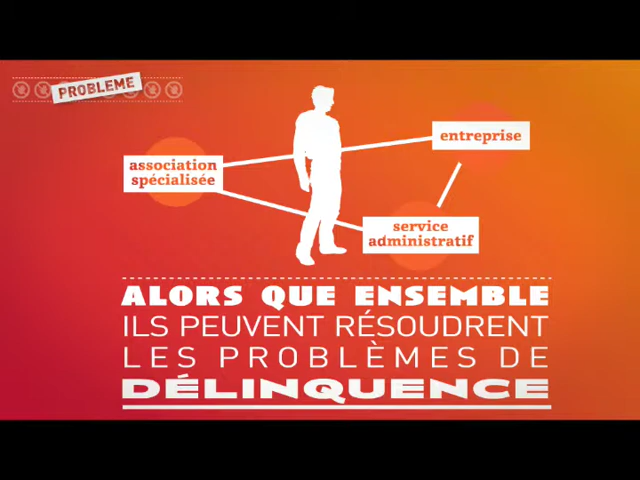 PROBLEME
entreprise
association
spécialisée
service
administratif
ALORS QUE ENSEMBLE
ILS PEUVENT RÉSOUDRENT
LES PROBLÈMES DE
DÉLINQUENCE